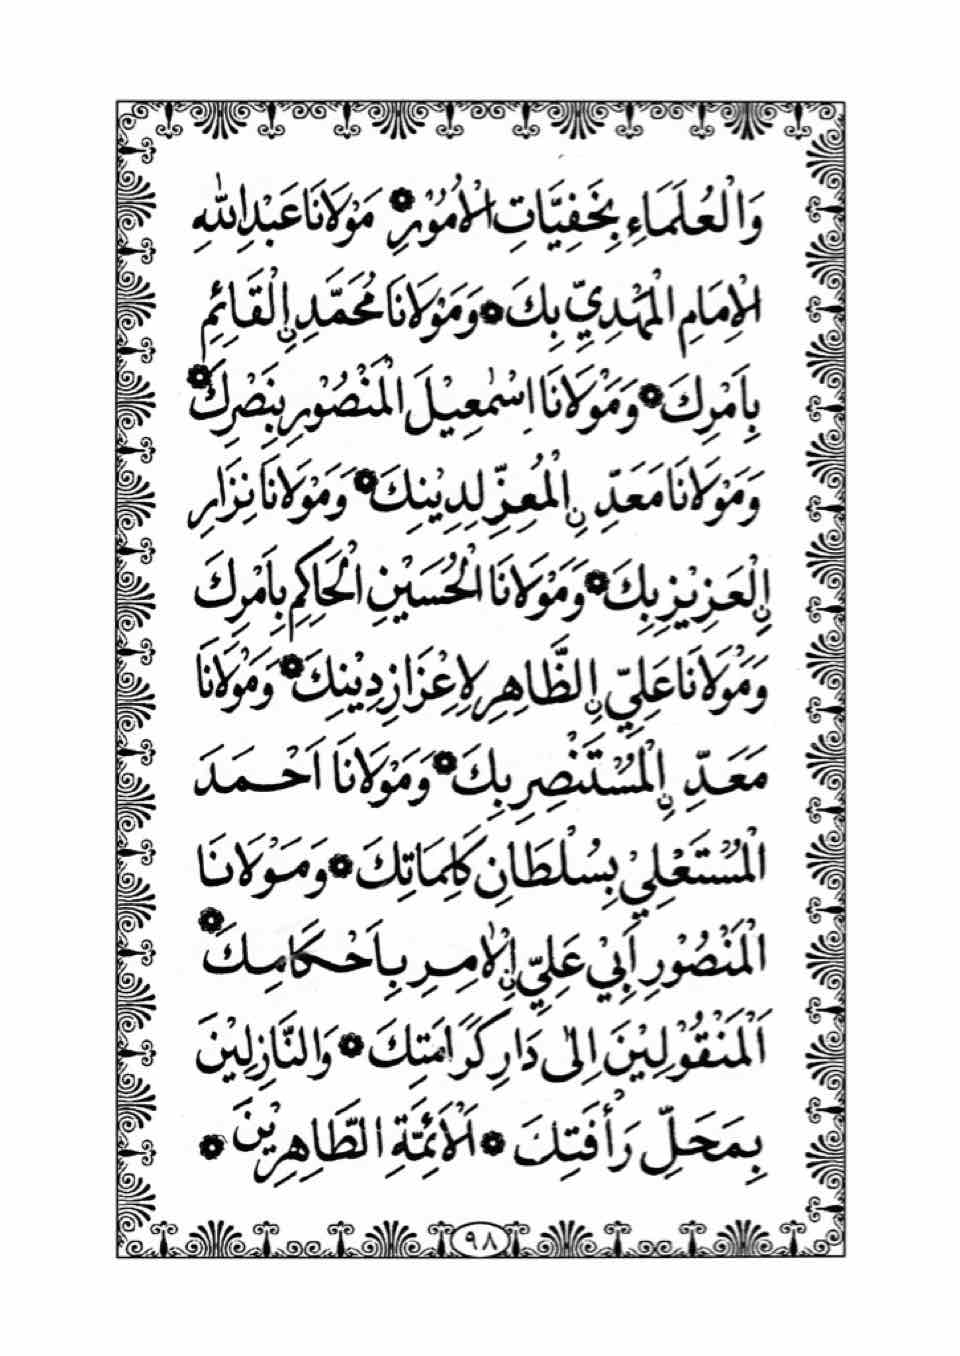 وَالْعُلَمَاءِ بِخَفِيَّاتِ الْاُمُوْرِ ۞ مَوْلَانَا عَبْدِ اللّٰهِ
الْاِمَامِ الْمَهْدِيِّ بِكَ ۞ وَمَوْلَانَا مُحَمَّدِ نِ الْقَائِمِ
بِاَمْرِكَ ۞ وَمَوْلَانَا اِسْمٰعِيْلَ الْمَنْصُوْرِ بِنَصْرِكَ ۞
وَمَوْلَانَا مَعَدِّ نِ الْمُعِزِّ لِدِيْنِكَ ۞ وَمَوْلَانَا نِزَارِ
نِ الْعَزِيْزِ بِكَ ۞ وَمَوْلَانَا الْحُسَيْنِ الْحَاكِمِ بِاَمْرِكَ
وَمَوْلَانَا عَلِيِّ نِ الظَّاهِرِ لِاِعْزَازِ دِيْنِكَ ۞ وَمَوْلَانَا
مَعَدِّ نِ الْمُسْتَنْصِرِ بِكَ ۞ وَمَوْلَانَا اَحْمَدَ
الْمُسْتَعْلِيْ بِسُلْطَانِ كَلِمَاتِكَ ۞ وَمَوْلَانَا
الْمَنْصُوْرِ اَبِيْ عَلِيِّ نِ الْاٰمِرِ بِاَحْكَامِكَ ۞
اَلْمَنْقُوْلِيْنَ اِلٰى دَارِ كَرَامَتِكَ ۞ وَالنَّازِلِيْنَ
بِمَحَلِّ رَأْفَتِكَ ۞ اَلْاَئِمَّةِ الطَّاهِرِيْنَ ۞
٩٨